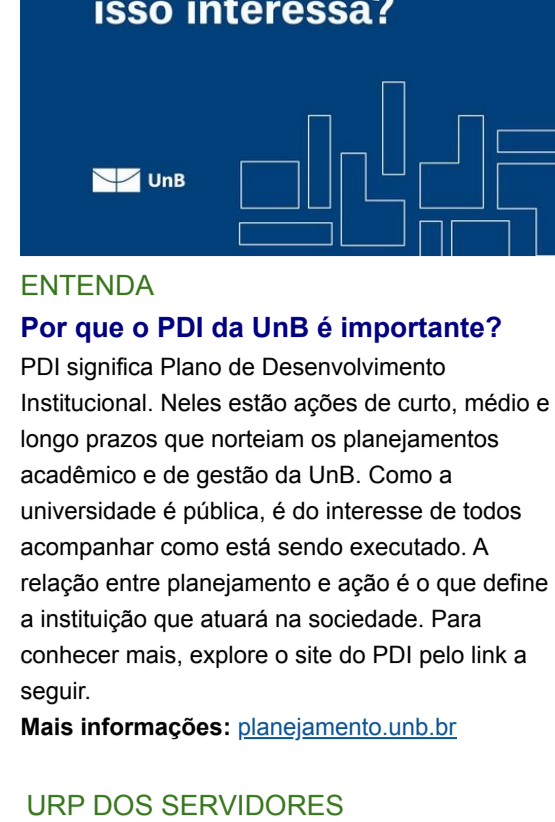 isso interessa?
UnB
ENTENDA
Por que o PDI da UnB é importante?
PDI significa Plano de Desenvolvimento
Institucional. Neles estão ações de curto, médio e
longo prazos que norteiam os planejamentos
acadêmico e de gestão da UnB. Como a
universidade é pública, é do interesse de todos
acompanhar como está sendo executado. A
relação entre planejamento e ação é o que define
a instituição que atuará na sociedade. Para
conhecer mais, explore o site do PDI pelo link a
seguir.
Mais informações: planejamento.unb.br
URP DOS SERVIDORES